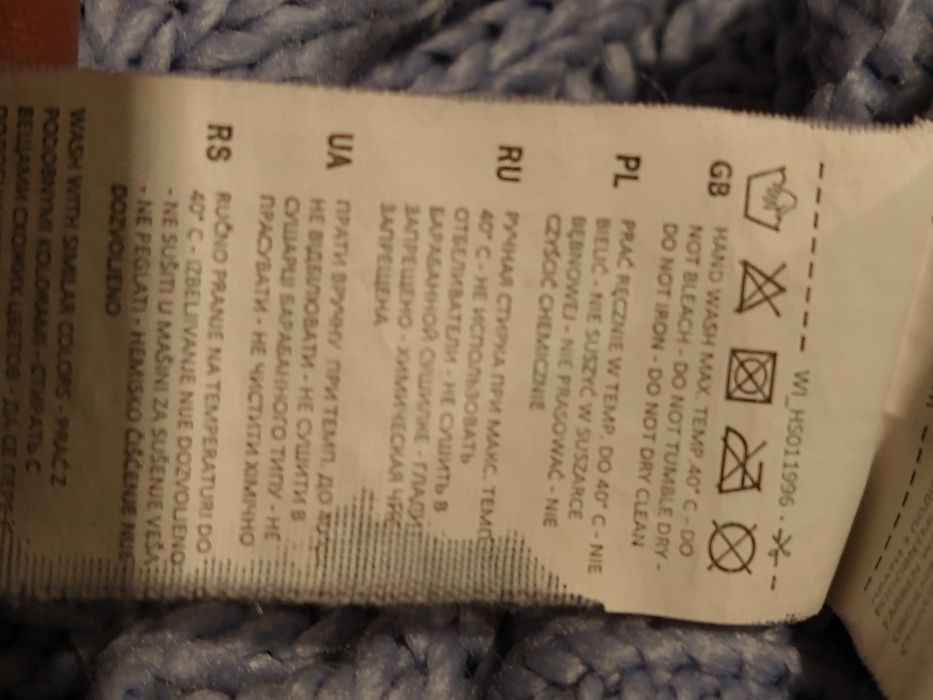 WI_HS011996
GB
HAND WASH MAX. TEMP 40° C - DO
NOT BLEACH - DO NOT TUMBLE DRY -
DO NOT IRON - DO NOT DRY CLEAN
PL
PRAĆ RĘCZNIE W TEMP. DO 40° C - NIE
BIELIĆ - NIE SUSZYĆ W SUSZARCE
BĘBNOWEJ - NIE PRASOWAĆ - NIE
CZYŚCIĆ CHEMICZNIE
RU
РУЧНАЯ СТИРКА ПРИ МАКС. ТЕМП.
40° C - НЕ ИСПОЛЬЗОВАТЬ
ОТБЕЛИВАТЕЛИ - НЕ СУШИТЬ В
БАРАБАННОЙ СУШИЛКЕ - ГЛАДИТЬ
ЗАПРЕЩЕНО - ХИМИЧЕСКАЯ
ЗАПРЕЩЕНА
UA
ПРАТИ ВРУЧНУ ПРИ ТЕМП. ДО
НЕ ВІДБІЛЮВАТИ - НЕ СУШИТИ В
СУШАРЦІ БАРАБАННОГО ТИПУ - НЕ
ПРАСУВАТИ - НЕ ЧИСТИТИ ХІМІЧНО
RS
RUČNO PRANJE NA TEMPERATURI DO
40° C - IZBELJIVANJE NIJE DOZVOLJENO
- NE SUŠITI U MAŠINI ZA SUŠENJE VEŠA
- NE PEGLATI - HEMIJSKO ČIŠĆENJE NIJE
DOZVOLJENO
WASH WITH SIMILAR COLORS - PRAĆ Z
PODOBNYMI KOLORAMI - СТИРАТЬ С
ВЕЩАМИ СХОЖИХ ЦВЕТОВ -